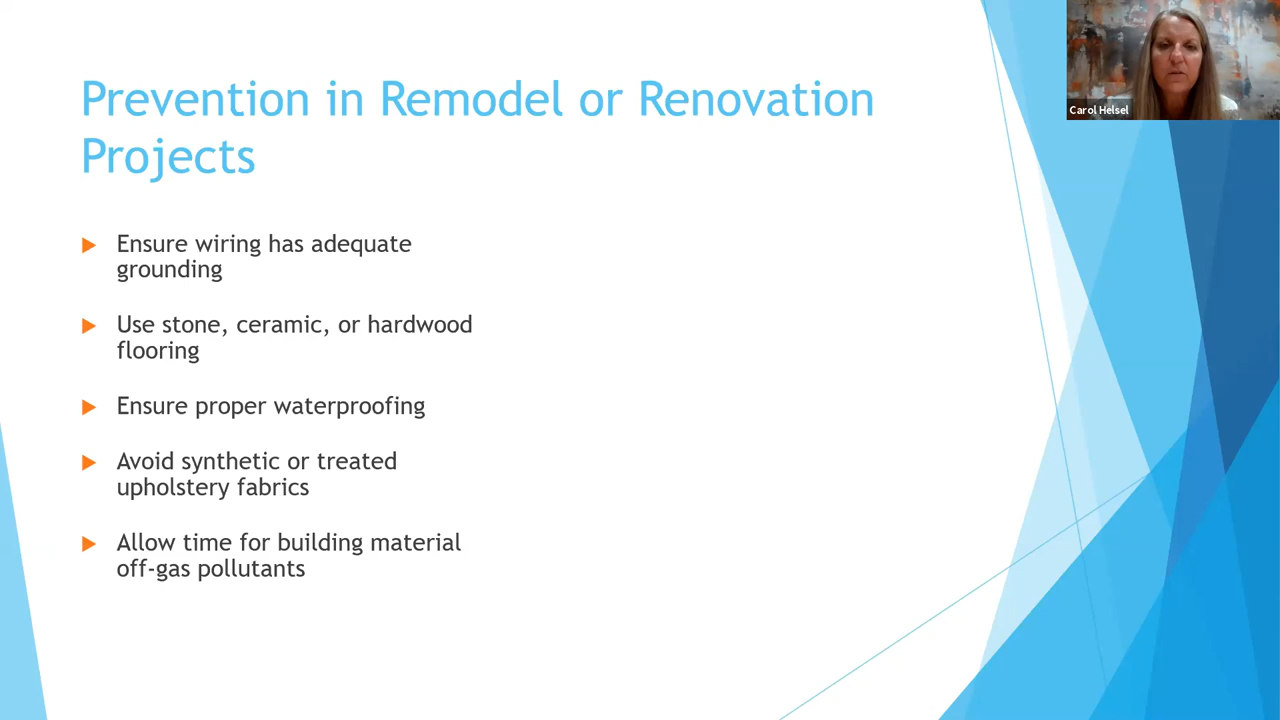 Prevention in Remodel or Renovation
Projects
Carol Helsel
Ensure wiring has adequate
grounding
Use stone, ceramic, or hardwood
flooring
Ensure proper waterproofing
Avoid synthetic or treated
upholstery fabrics
Allow time for building material
off-gas pollutants